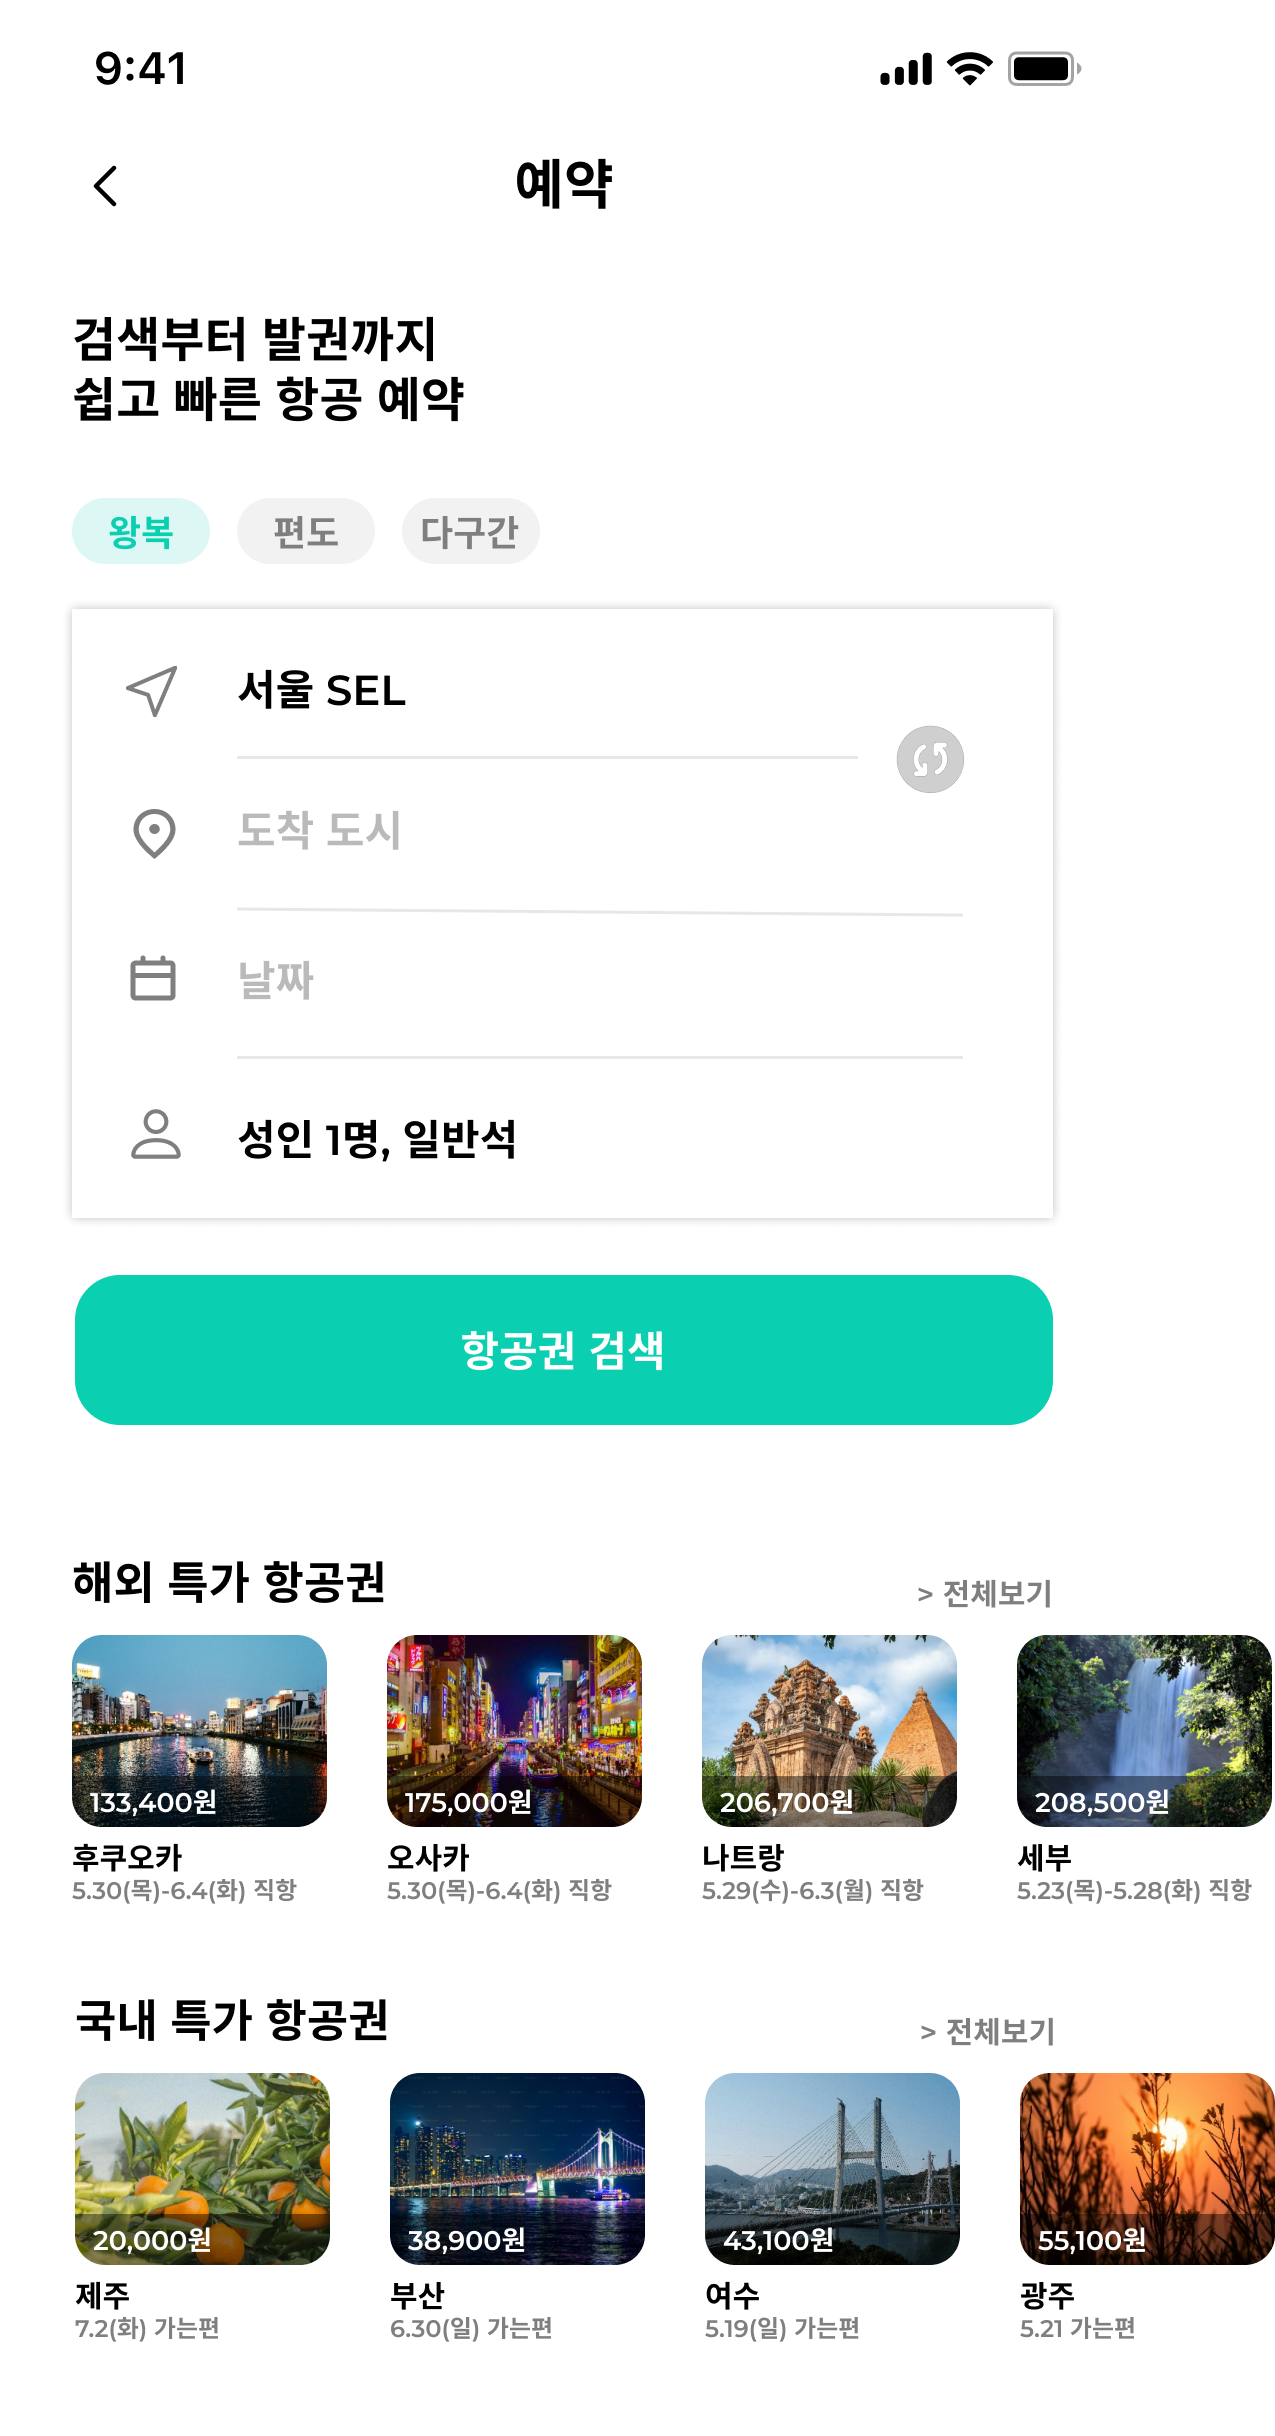 9:41
예약
검색부터 발권까지
쉽고 빠른 항공 예약
왕복 편도 다구간
서울 SEL
도착 도시
날짜
성인 1명, 일반석
항공권 검색
해외 특가 항공권
> 전체보기
133,400원 175,000원 206,700원 208,500원
후쿠오카 오사카 나트랑 세부
5.30(목)-6.4(화) 직항 5.30(목)-6.4(화) 직항 5.29(수)-6.3(월) 직항 5.23(목)-5.28(화) 직항
국내 특가 항공권
> 전체보기
20,000원 38,900원 43,100원 55,100원
제주 부산 여수 광주
7.2(화) 가는편 6.30(일) 가는편 5.19(일) 가는편 5.21 가는편